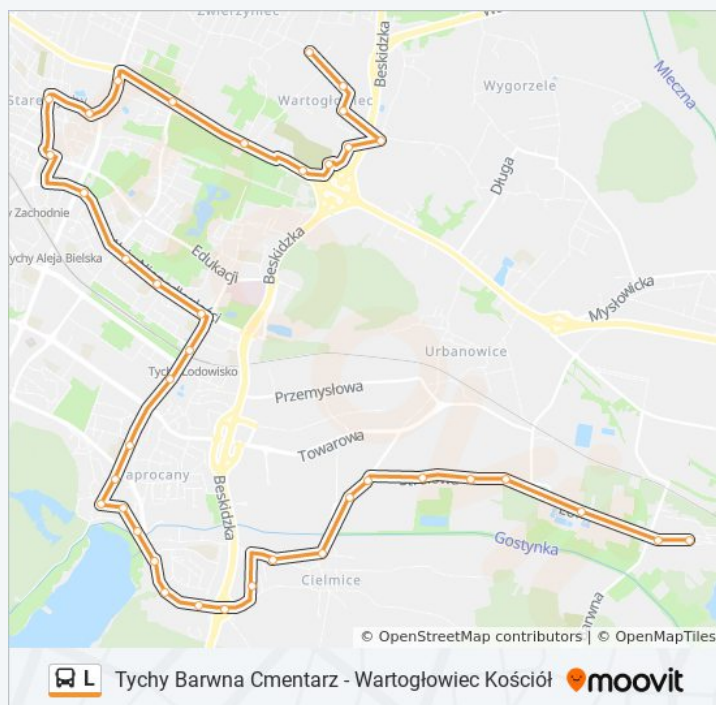 Zwierzyniec
Beskidzka
Stare Tychy
Wartogłowiec
Wygorzele
Mleczna
Długa
y Zachodnie
Edukacji
Beskidzka
ychy Aleja Bielska
Mysłowicka
Urbanowice
Tychy Lodowisko
Przemysłowa
Towarowa
Paprocany
Beskidzka
Gostynka
Cielmice
© OpenStreetMap contributors | © OpenMapTiles
L Tychy Barwna Cmentarz - Wartogłowiec Kościół moovit